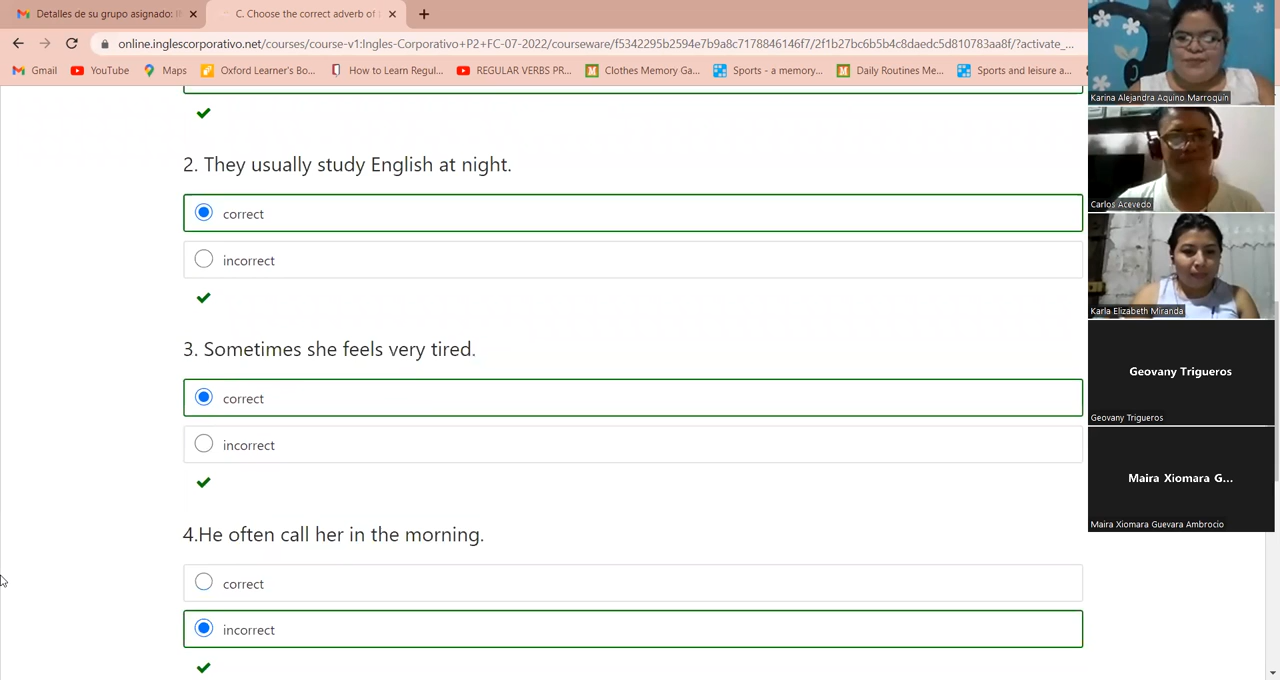 Detalles de su grupo asignado: I
C. Choose the correct adverb of
online.inglescorporativo.net/courses/course-v1:Ingles-Corporativo+P2+FC-07-2022/courseware/f5342295b2594e7b9a8c7178846146f7/2f1b27bc6b5b4c8daedc5d810783aa8f/?activate_...
Gmail
YouTube
Maps
Oxford Learner's Bo...
How to Learn Regul...
REGULAR VERBS PR...
Clothes Memory Ga...
Sports - a memory...
Daily Routines Me...
Sports and leisure a...
2. They usually study English at night.
correct
incorrect
3. Sometimes she feels very tired.
correct
incorrect
4.He often call her in the morning.
correct
incorrect
Karina Alejandra Aquino Marroquin
Carlos Acevedo
Karla Elizabeth Miranda
Geovany Trigueros
Geovany Trigueros
Maira Xiomara G...
Maira Xiomara Guevara Ambrocio